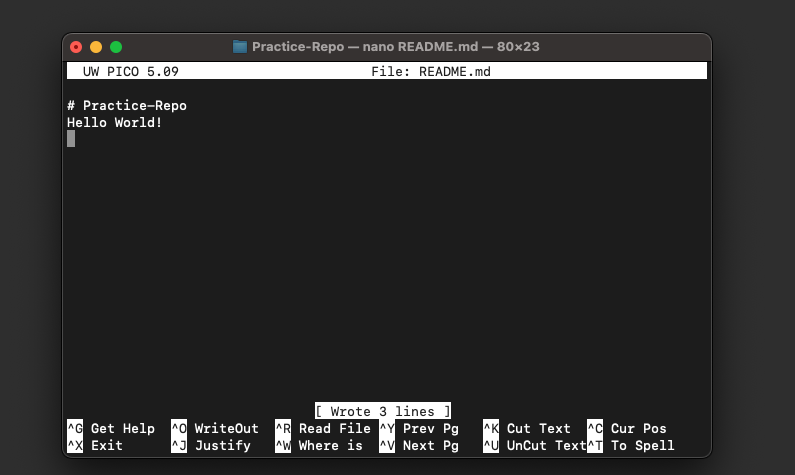 Practice-Repo — nano README.md — 80×23
UW PICO 5.09 File: README.md
# Practice-Repo
Hello World!
[ Wrote 3 lines ]
^G Get Help ^O WriteOut ^R Read File ^Y Prev Pg ^K Cut Text ^C Cur Pos
^X Exit ^J Justify ^W Where is ^V Next Pg ^U UnCut Text ^T To Spell